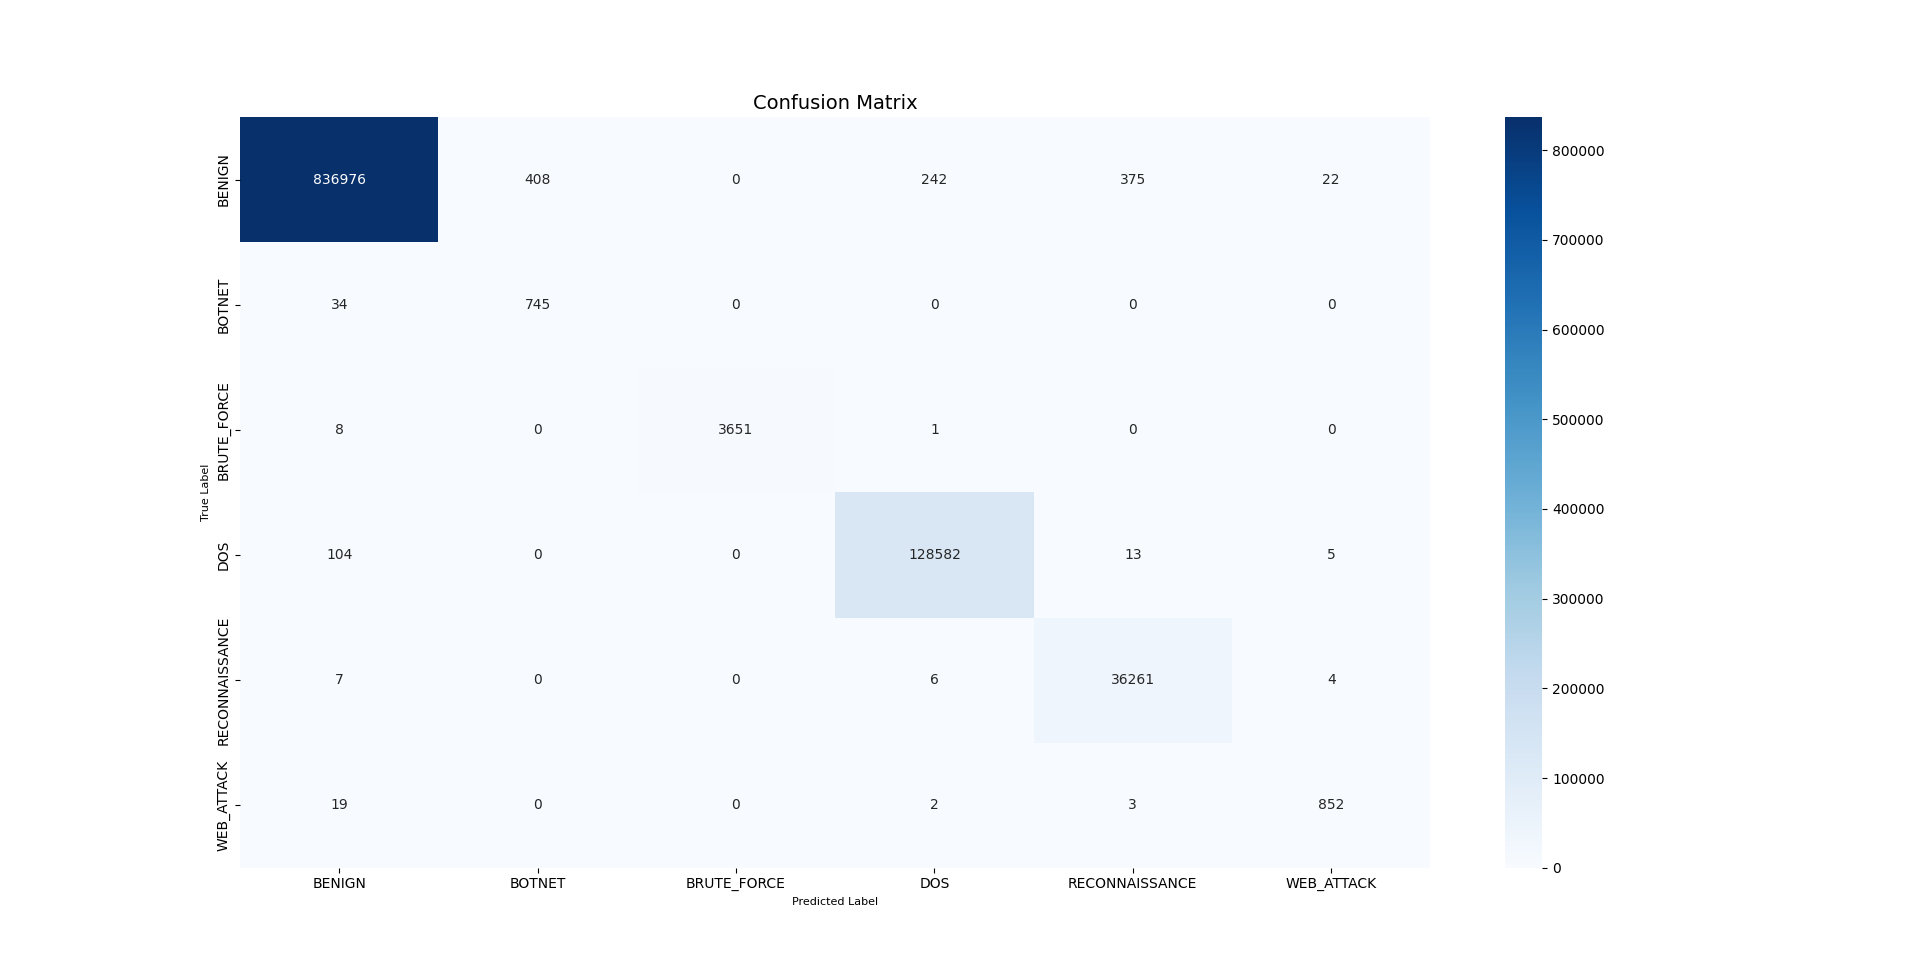 Confusion Matrix
BENIGN 836976 408 0 242 375 22
BOTNET 34 745 0 0 0 0
BRUTE_FORCE 8 0 3651 1 0 0
DOS 104 0 0 128582 13 5
RECONNAISSANCE 7 0 0 6 36261 4
WEB_ATTACK 19 0 0 2 3 852
True Label
BENIGN BOTNET BRUTE_FORCE DOS RECONNAISSANCE WEB_ATTACK
Predicted Label
800000
700000
600000
500000
400000
300000
200000
100000
0